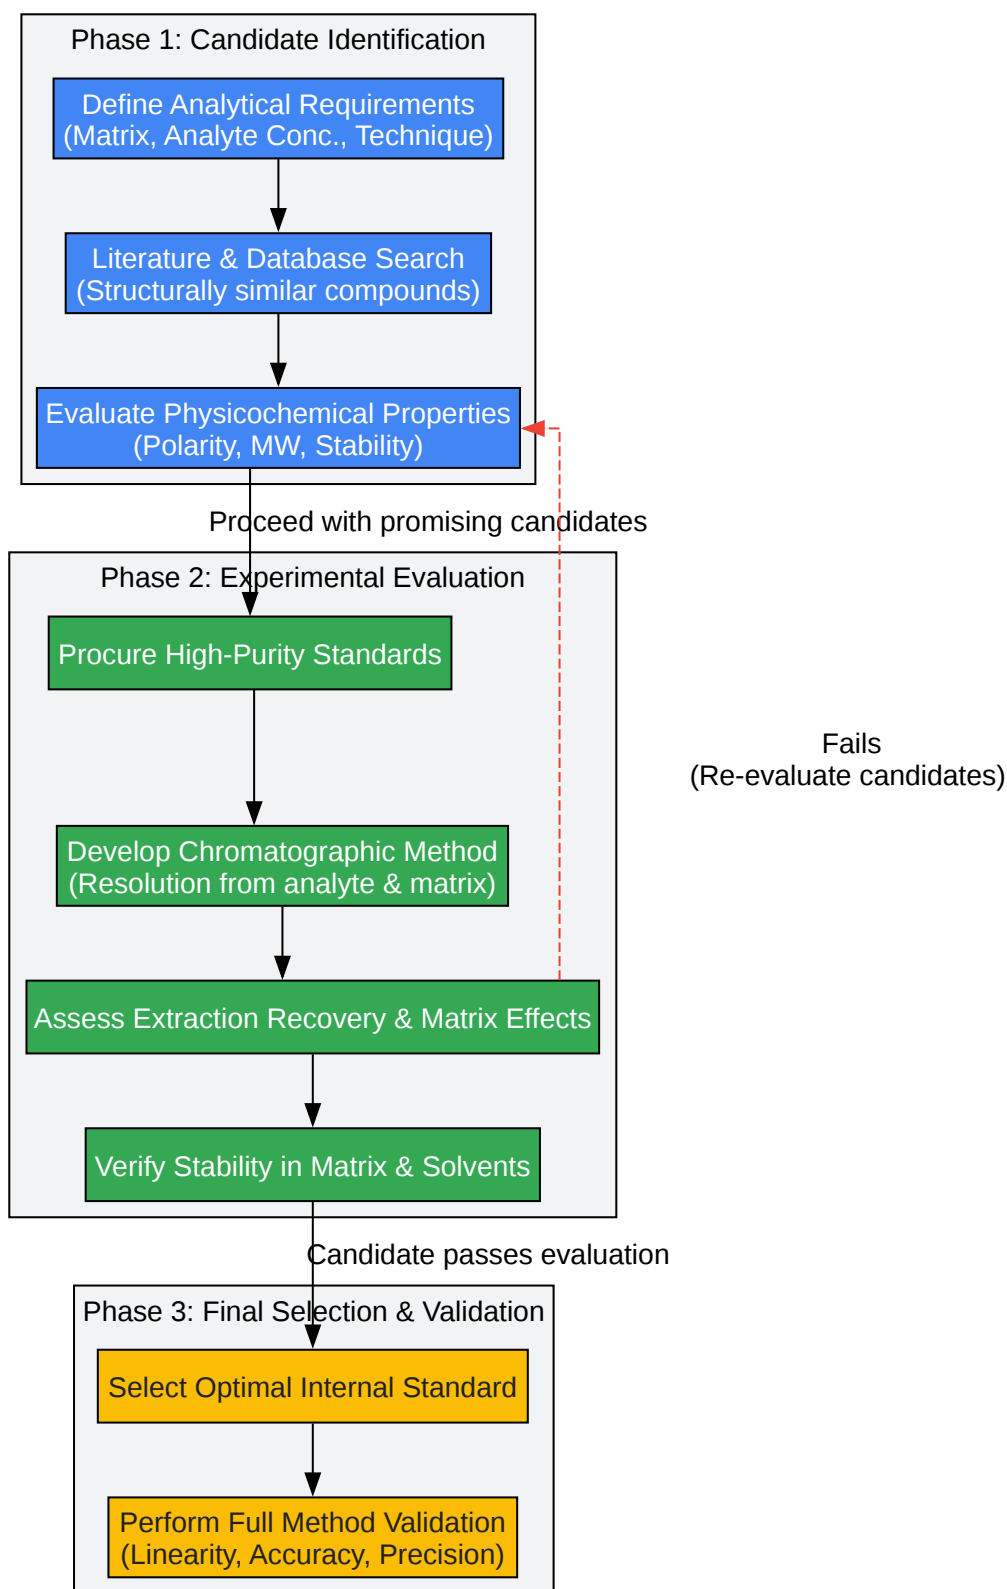 Phase 1: Candidate Identification
Define Analytical Requirements
(Matrix, Analyte Conc., Technique)
Literature & Database Search
(Structurally similar compounds)
Evaluate Physicochemical Properties
(Polarity, MW, Stability)
Proceed with promising candidates
Phase 2: Experimental Evaluation
Procure High-Purity Standards
Fails
(Re-evaluate candidates)
Develop Chromatographic Method
(Resolution from analyte & matrix)
Assess Extraction Recovery & Matrix Effects
Verify Stability in Matrix & Solvents
Candidate passes evaluation
Phase 3: Final Selection & Validation
Select Optimal Internal Standard
Perform Full Method Validation
(Linearity, Accuracy, Precision)